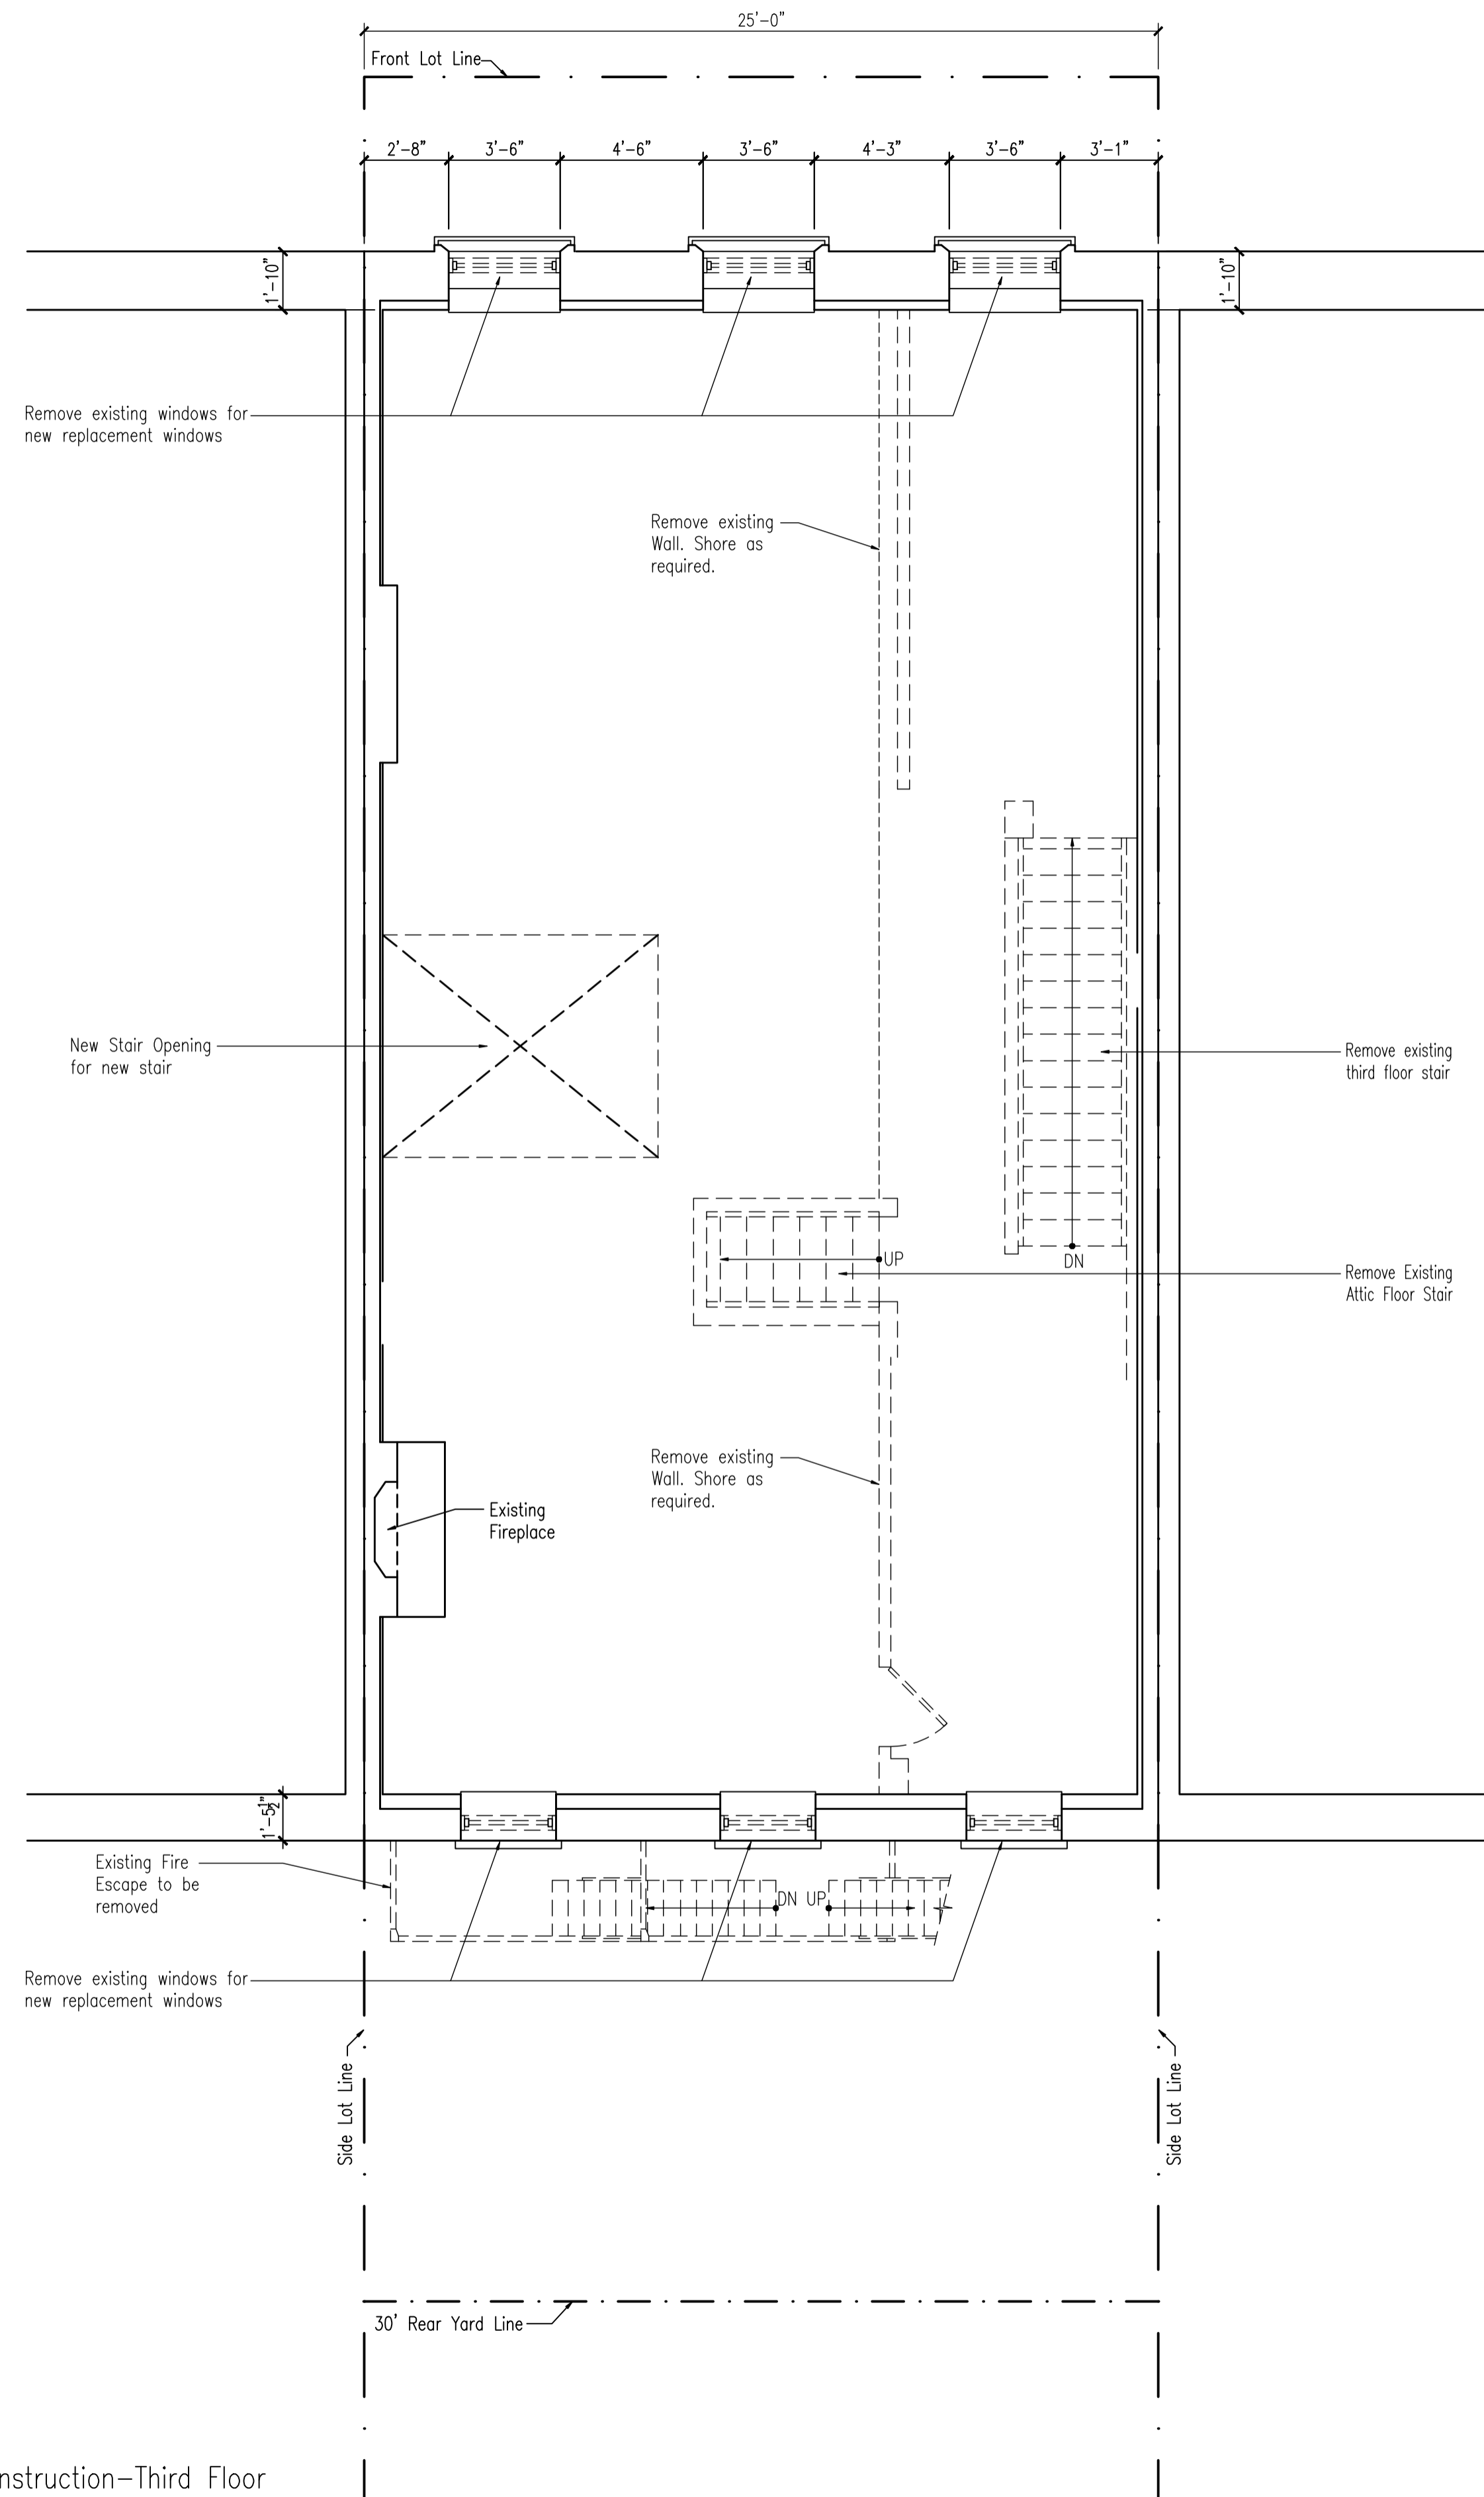 25'-0"
Front Lot Line
2'-8"
3'-6"
4'-6"
3'-6"
4'-3"
3'-6"
3'-1"
1'-10"
1'-10"
Remove existing windows for
new replacement windows
Remove existing
Wall. Shore as
required.
New Stair Opening
for new stair
Remove existing
third floor stair
UP
DN
Remove Existing
Attic Floor Stair
Remove existing
Wall. Shore as
required.
Existing
Fireplace
1'-5 1/2"
Existing Fire
Escape to be
removed
DN UP
Remove existing windows for
new replacement windows
Side Lot Line
Side Lot Line
30' Rear Yard Line
nstruction-Third Floor